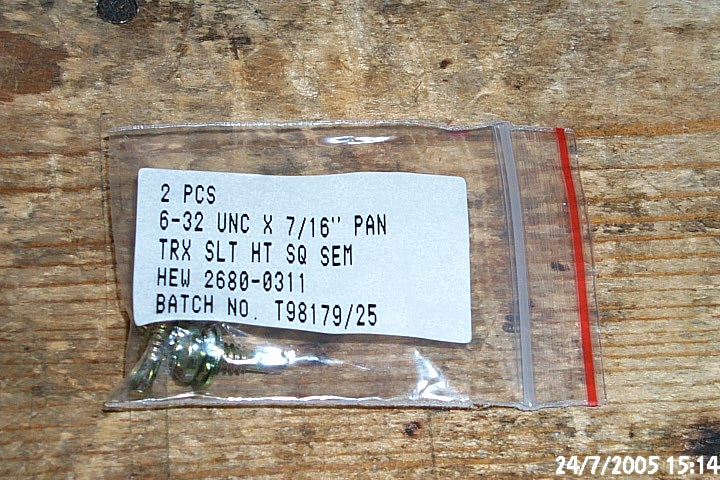 2 PCS
6-32 UNC X 7/16" PAN
TRX SLT HT SQ SEM
HEW 2680-0311
BATCH NO. T98179/25
24/7/2005 15:14